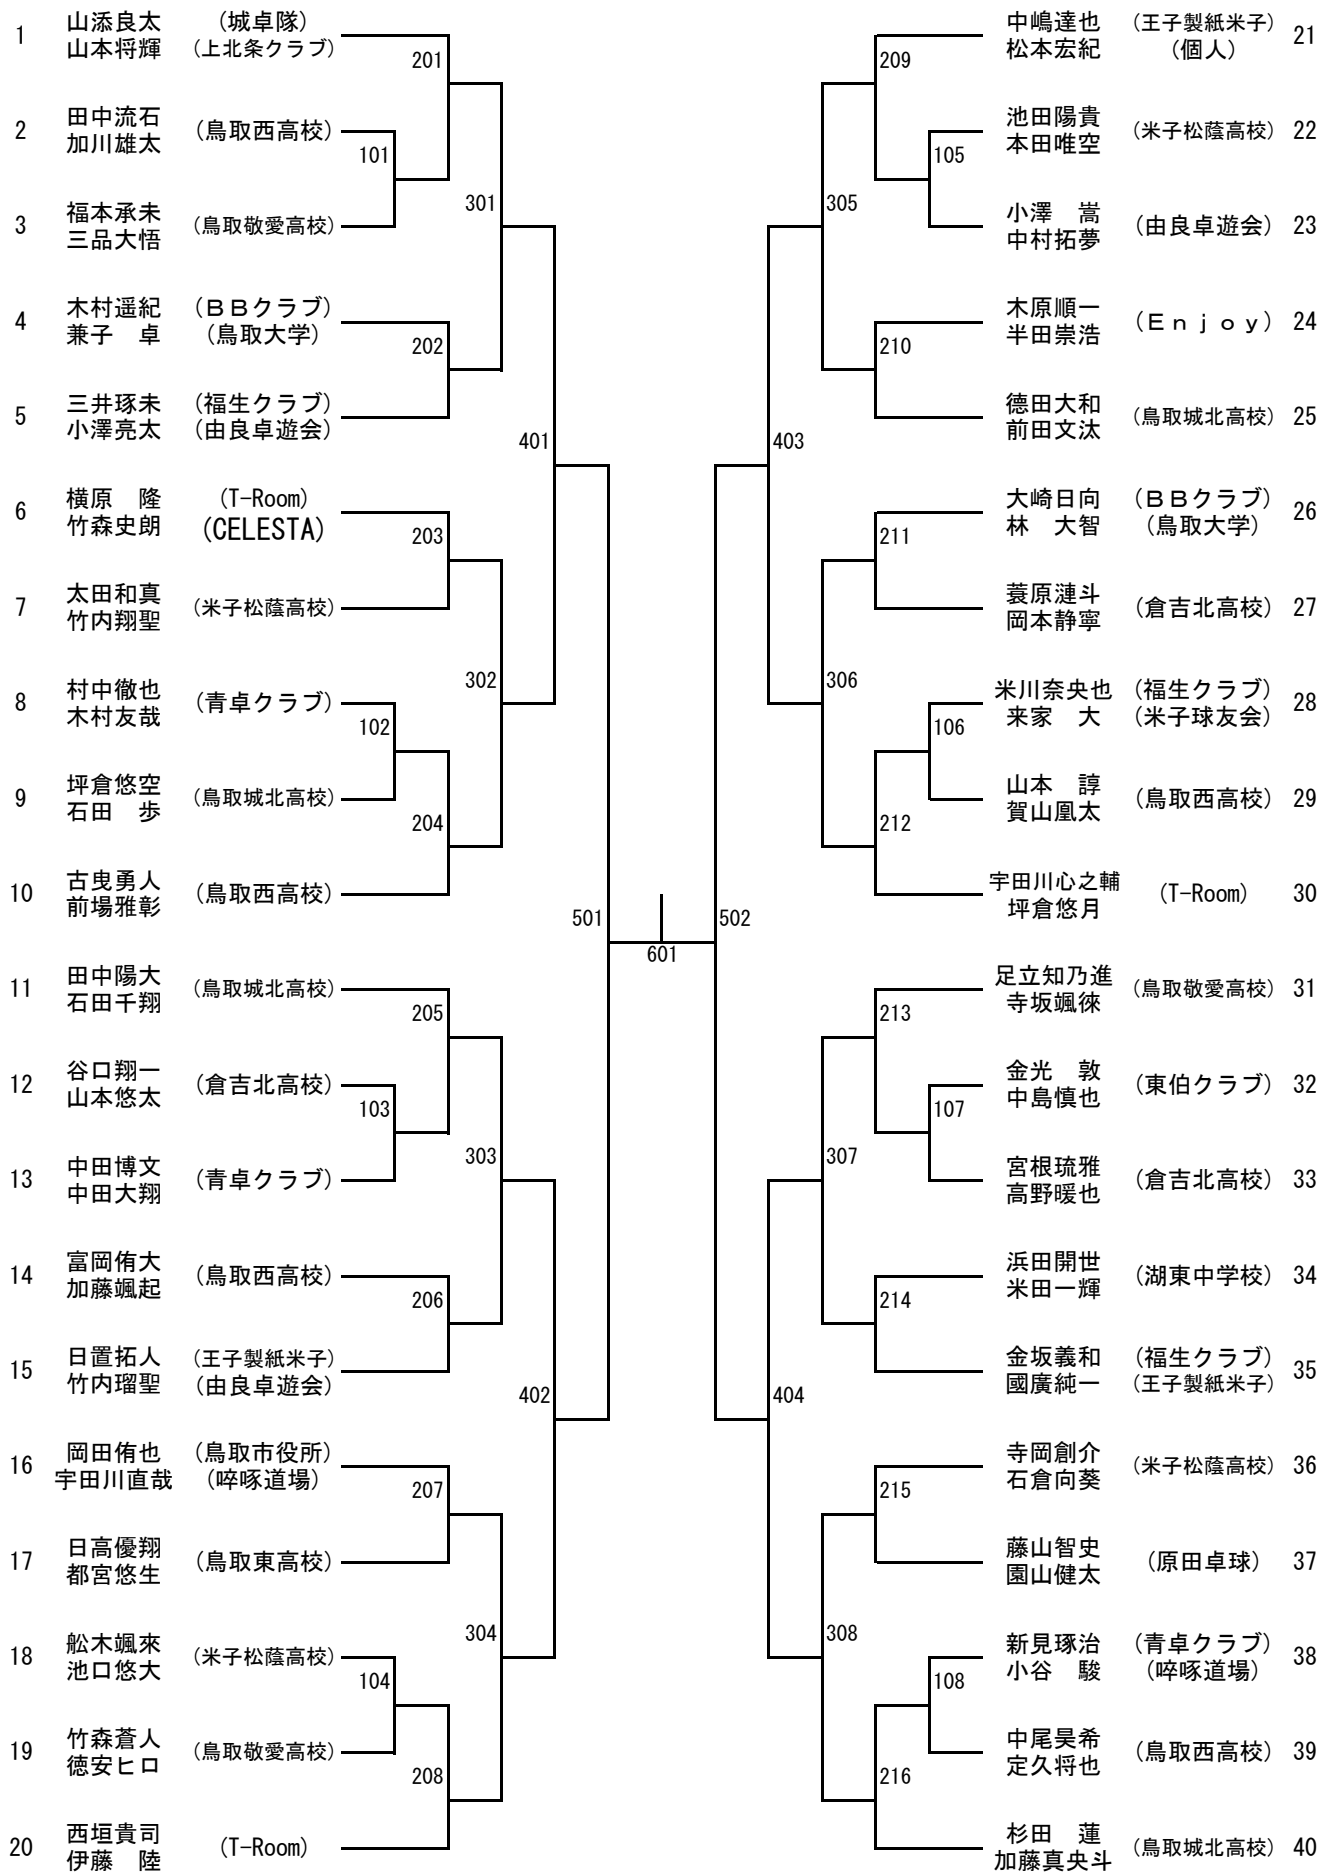 1 山添良太 (城卓隊)
山本将輝 (上北条クラブ)
201
2 田中流石 (鳥取西高校)
加川雄太
101
3 福本承未 (鳥取敬愛高校)
三品大悟
301
4 木村遥紀 (ＢＢクラブ)
兼子　卓 (鳥取大学)
202
5 三井琢未 (福生クラブ)
小澤亮太 (由良卓遊会)
401
6 横原　隆 (T-Room)
竹森史朗 (CELESTA)
203
7 太田和真 (米子松蔭高校)
竹内翔聖
302
8 村中徹也 (青卓クラブ)
木村友哉
102
9 坪倉悠空 (鳥取城北高校)
石田　歩
204
10 古曳勇人 (鳥取西高校)
前場雅彰
501
11 田中陽大 (鳥取城北高校)
石田千翔
205
12 谷口翔一 (倉吉北高校)
山本悠太
103
13 中田博文 (青卓クラブ)
中田大翔
303
14 富岡侑大 (鳥取西高校)
加藤颯起
206
15 日置拓人 (王子製紙米子)
竹内瑠聖 (由良卓遊会)
402
16 岡田侑也 (鳥取市役所)
宇田川直哉 (啐啄道場)
207
17 日高優翔 (鳥取東高校)
都宮悠生
304
18 舩木颯來 (米子松蔭高校)
池口悠大
104
19 竹森蒼人 (鳥取敬愛高校)
徳安ヒロ
208
20 西垣貴司 (T-Room)
伊藤　陸
601
中嶋達也 (王子製紙米子) 21
松本宏紀 (個人)
209
池田陽貴 (米子松蔭高校) 22
本田唯空
105
小澤　嵩 (由良卓遊会) 23
中村拓夢
305
木原順一 (Ｅｎｊｏｙ) 24
半田崇浩
210
德田大和 (鳥取城北高校) 25
前田文汰
403
大崎日向 (ＢＢクラブ) 26
林　大智 (鳥取大学)
211
蓑原漣斗 (倉吉北高校) 27
岡本静寧
306
米川奈央也 (福生クラブ) 28
来家　大 (米子球友会)
106
山本　諄 (鳥取西高校) 29
賀山凰太
212
宇田川心之輔 (T-Room) 30
坪倉悠月
502
足立知乃進 (鳥取敬愛高校) 31
寺坂颯徠
213
金光　敦 (東伯クラブ) 32
中島慎也
107
宮根琉雅 (倉吉北高校) 33
高野暖也
307
浜田開世 (湖東中学校) 34
米田一輝
214
金坂義和 (福生クラブ) 35
國廣純一 (王子製紙米子)
404
寺岡創介 (米子松蔭高校) 36
石倉向葵
215
藤山智史 (原田卓球) 37
園山健太
308
新見琢治 (青卓クラブ) 38
小谷　駿 (啐啄道場)
108
中尾昊希 (鳥取西高校) 39
定久将也
216
杉田　蓮 (鳥取城北高校) 40
加藤真央斗